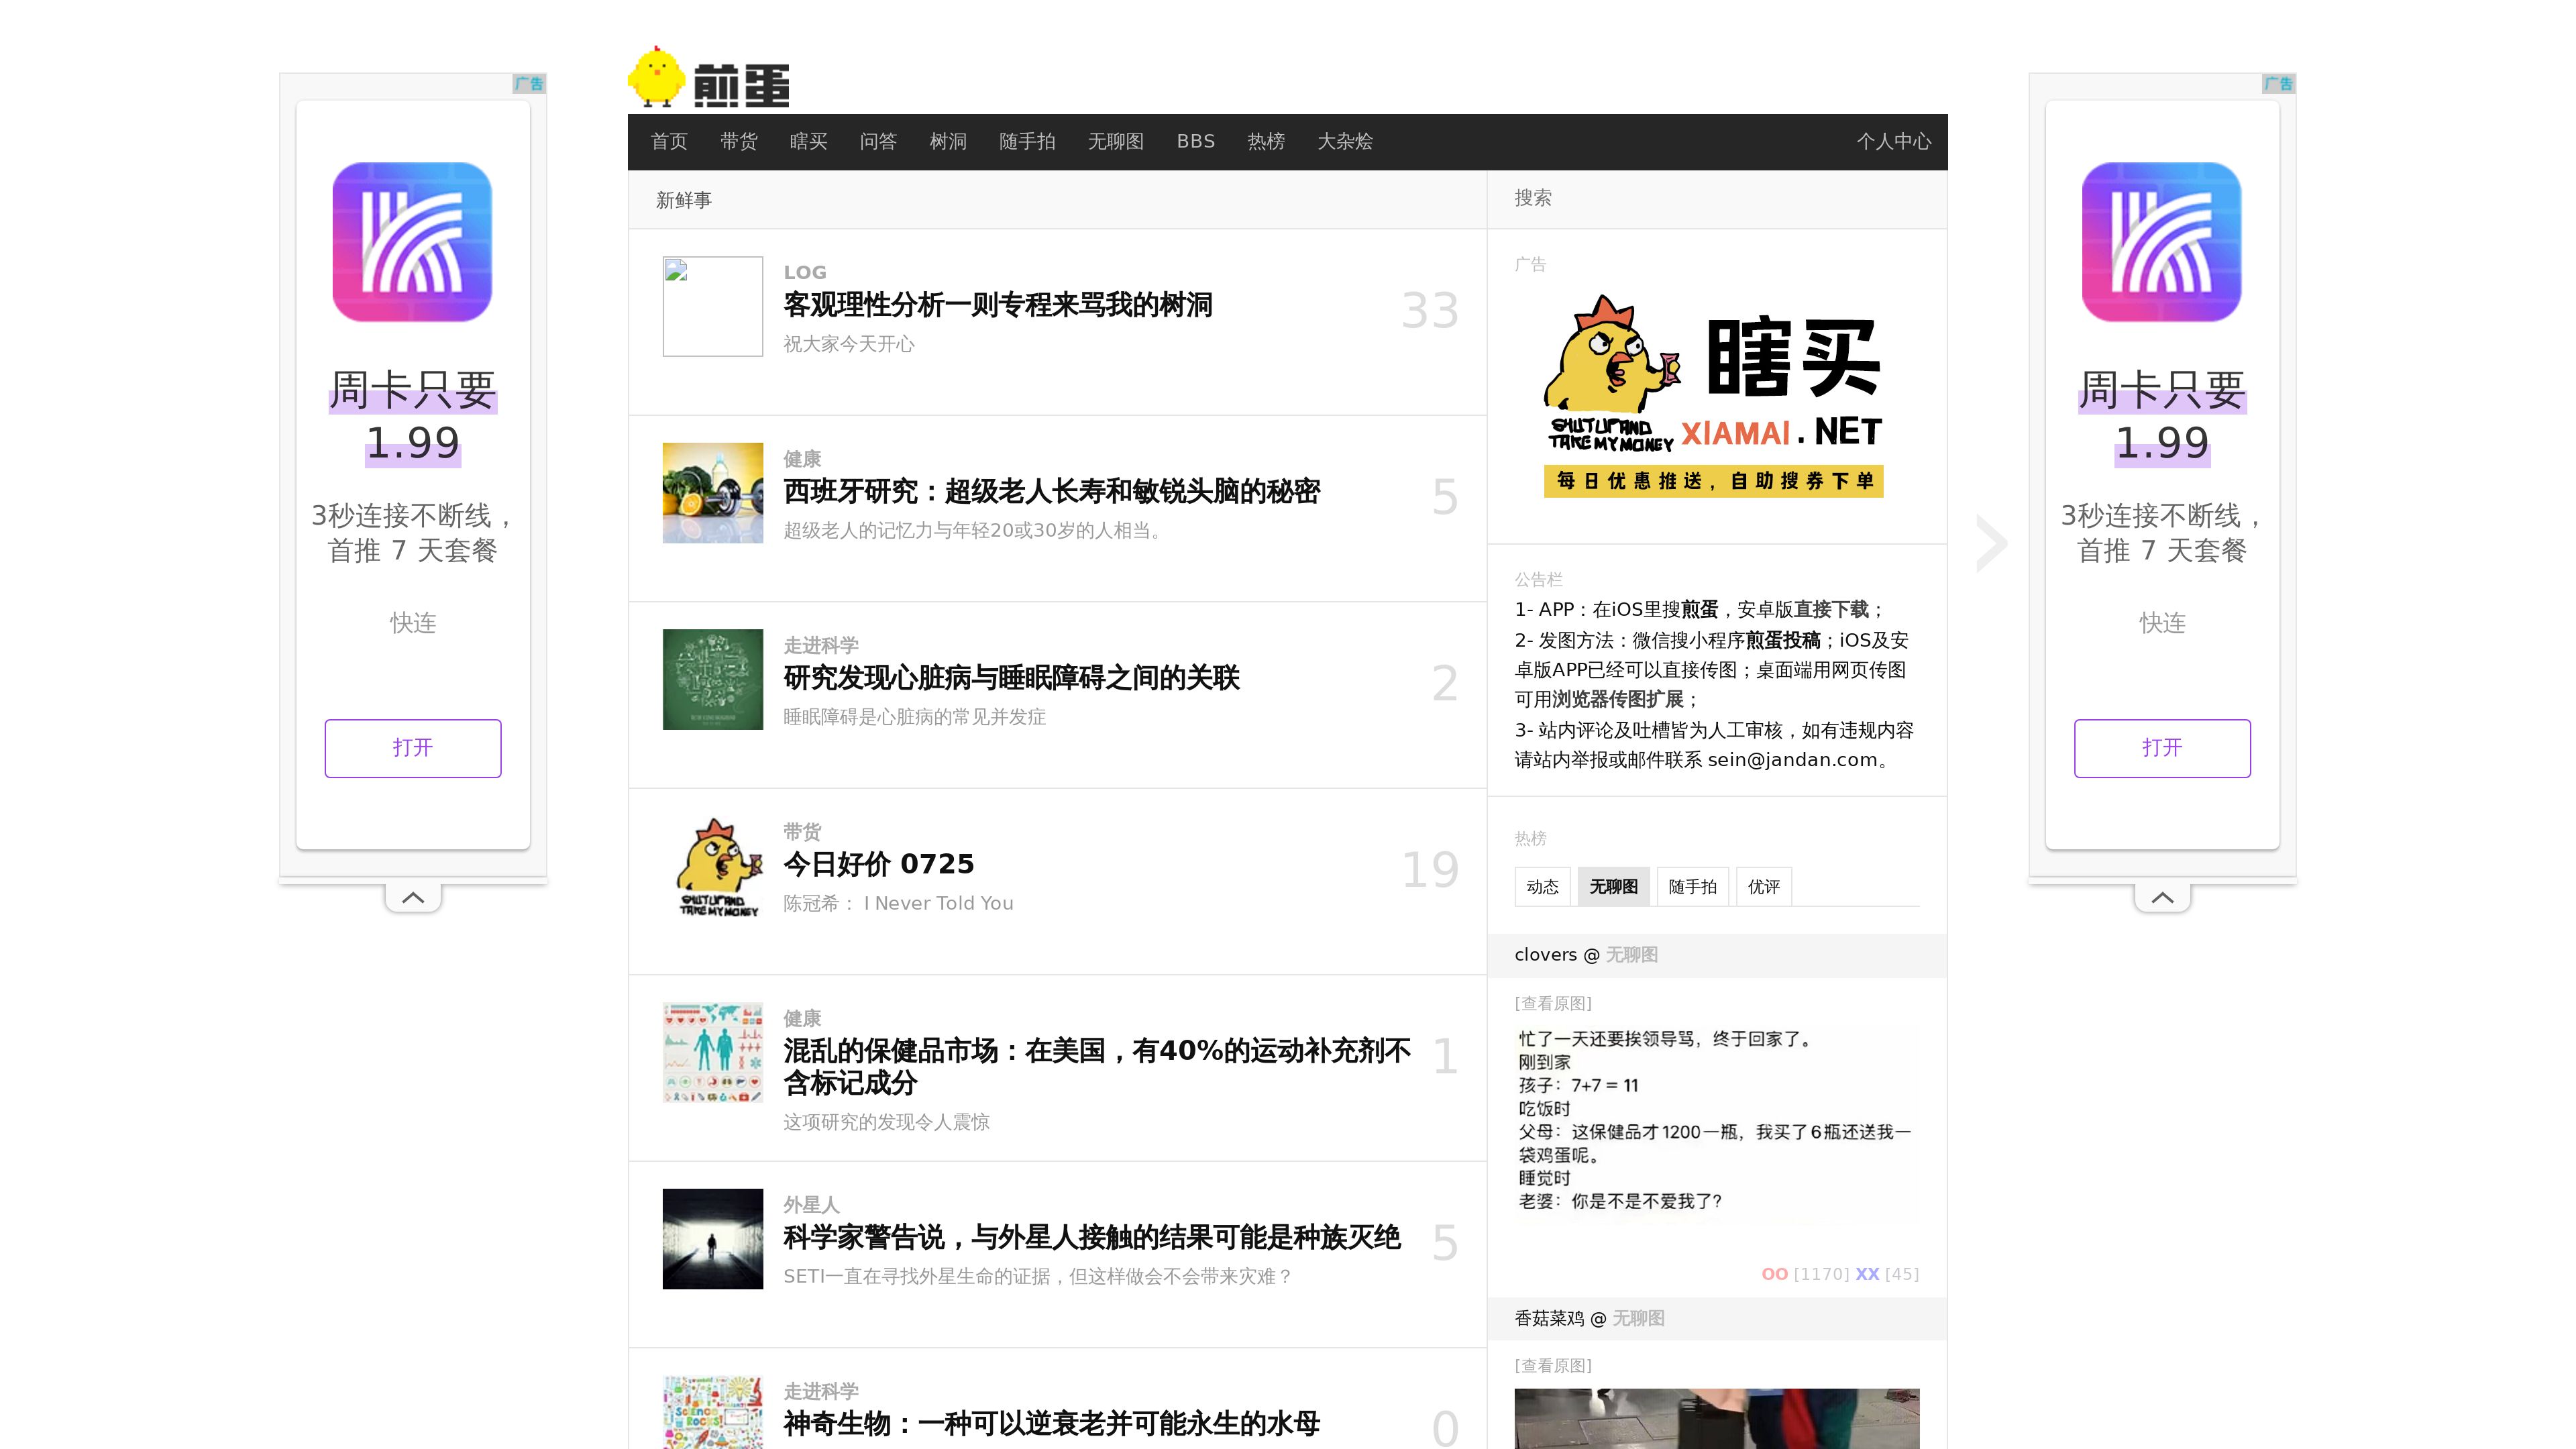 煎蛋
首页 带货 瞎买 问答 树洞 随手拍 无聊图 BBS 热榜 大杂烩 个人中心
广告
周卡只要
1.99
3秒连接不断线，
首推 7 天套餐
快连
打开
新鲜事
LOG
客观理性分析一则专程来骂我的树洞
祝大家今天开心
33
健康
西班牙研究：超级老人长寿和敏锐头脑的秘密
超级老人的记忆力与年轻20或30岁的人相当。
5
走进科学
研究发现心脏病与睡眠障碍之间的关联
睡眠障碍是心脏病的常见并发症
2
SHUT UP AND
TAKE MY MONEY
带货
今日好价 0725
陈冠希： I Never Told You
19
健康
混乱的保健品市场：在美国，有40%的运动补充剂不
含标记成分
这项研究的发现令人震惊
1
外星人
科学家警告说，与外星人接触的结果可能是种族灭绝
SETI一直在寻找外星生命的证据，但这样做会不会带来灾难？
5
SCIENCE
ROCKS!
走进科学
神奇生物：一种可以逆衰老并可能永生的水母
0
搜索
广告
瞎买
SHUT UP AND
TAKE MY MONEY
XIAMAI.NET
每日优惠推送，自助搜券下单
公告栏
1- APP：在iOS里搜煎蛋，安卓版直接下载；
2- 发图方法：微信搜小程序煎蛋投稿；iOS及安
卓版APP已经可以直接传图；桌面端用网页传图
可用浏览器传图扩展；
3- 站内评论及吐槽皆为人工审核，如有违规内容
请站内举报或邮件联系 sein@jandan.com。
热榜
动态 无聊图 随手拍 优评
clovers @ 无聊图
[查看原图]
忙了一天还要挨领导骂，终于回家了。
刚到家
孩子：7+7 = 11
吃饭时
父母：这保健品才1200一瓶，我买了6瓶还送我一
袋鸡蛋呢。
睡觉时
老婆：你是不是不爱我了？
OO [1170] XX [45]
香菇菜鸡 @ 无聊图
[查看原图]
广告
周卡只要
1.99
3秒连接不断线，
首推 7 天套餐
快连
打开